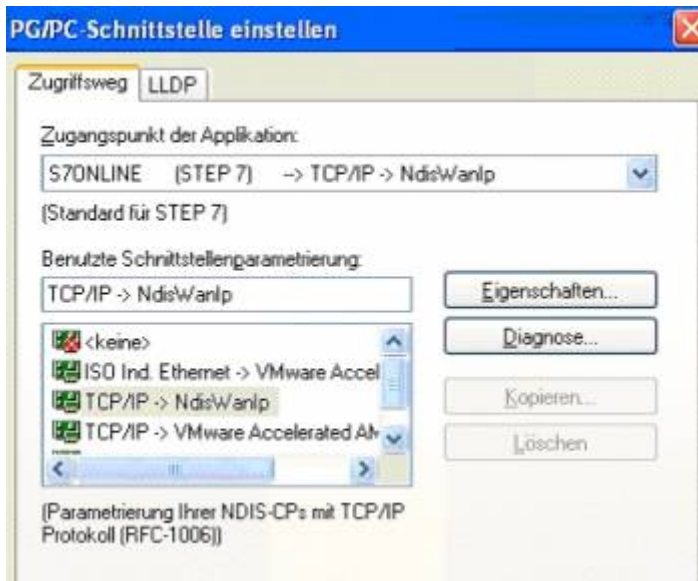 PG/PC-Schnittstelle einstellen
Zugriffsweg
LLDP
Zugangspunkt der Applikation:
S7ONLINE (STEP 7) --> TCP/IP -> NdisWanIp
(Standard für STEP 7)
Benutzte Schnittstellenparametrierung:
TCP/IP -> NdisWanIp
Eigenschaften...
<keine>
ISO Ind. Ethernet -> VMware Accel
TCP/IP -> NdisWanIp
TCP/IP -> VMware Accelerated
Diagnose...
Kopieren...
Löschen
(Parametrierung Ihrer NDIS-CPs mit TCP/IP
Protokoll (RFC-1006))